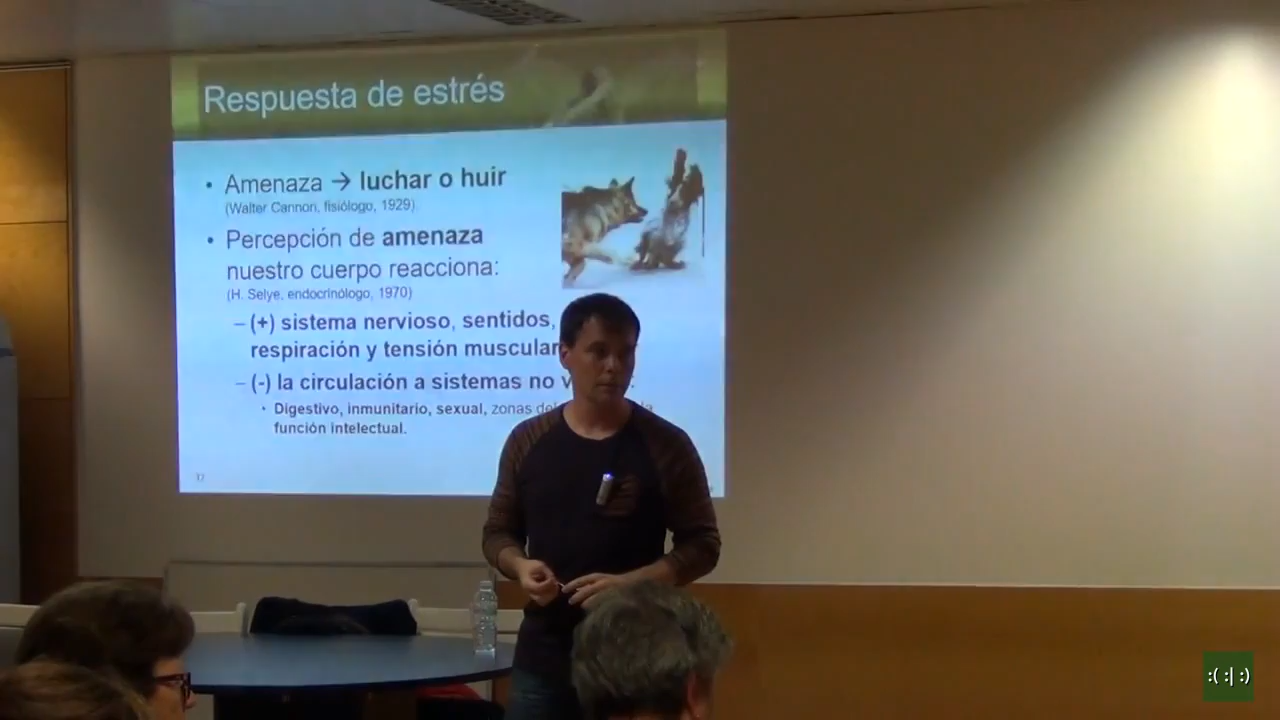 Respuesta de estrés
• Amenaza → luchar o huir
(Walter Cannon, fisiólogo, 1929)
• Percepción de amenaza
nuestro cuerpo reacciona:
(H. Selye, endocrinólogo, 1970)
– (+) sistema nervioso, sentidos,
respiración y tensión muscular
– (-) la circulación a sistemas no
• Digestivo, inmunitario, sexual, zonas
función intelectual.
:( :| :)